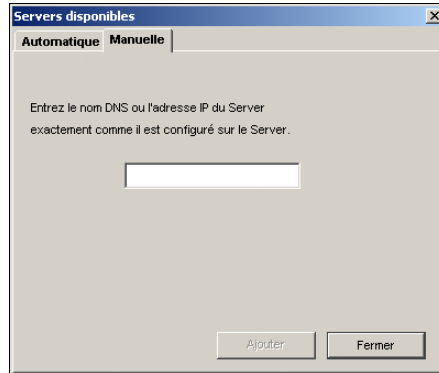 Servers disponibles
Automatique Manuelle
Entrez le nom DNS ou l'adresse IP du Server
exactement comme il est configuré sur le Server.
Ajouter Fermer